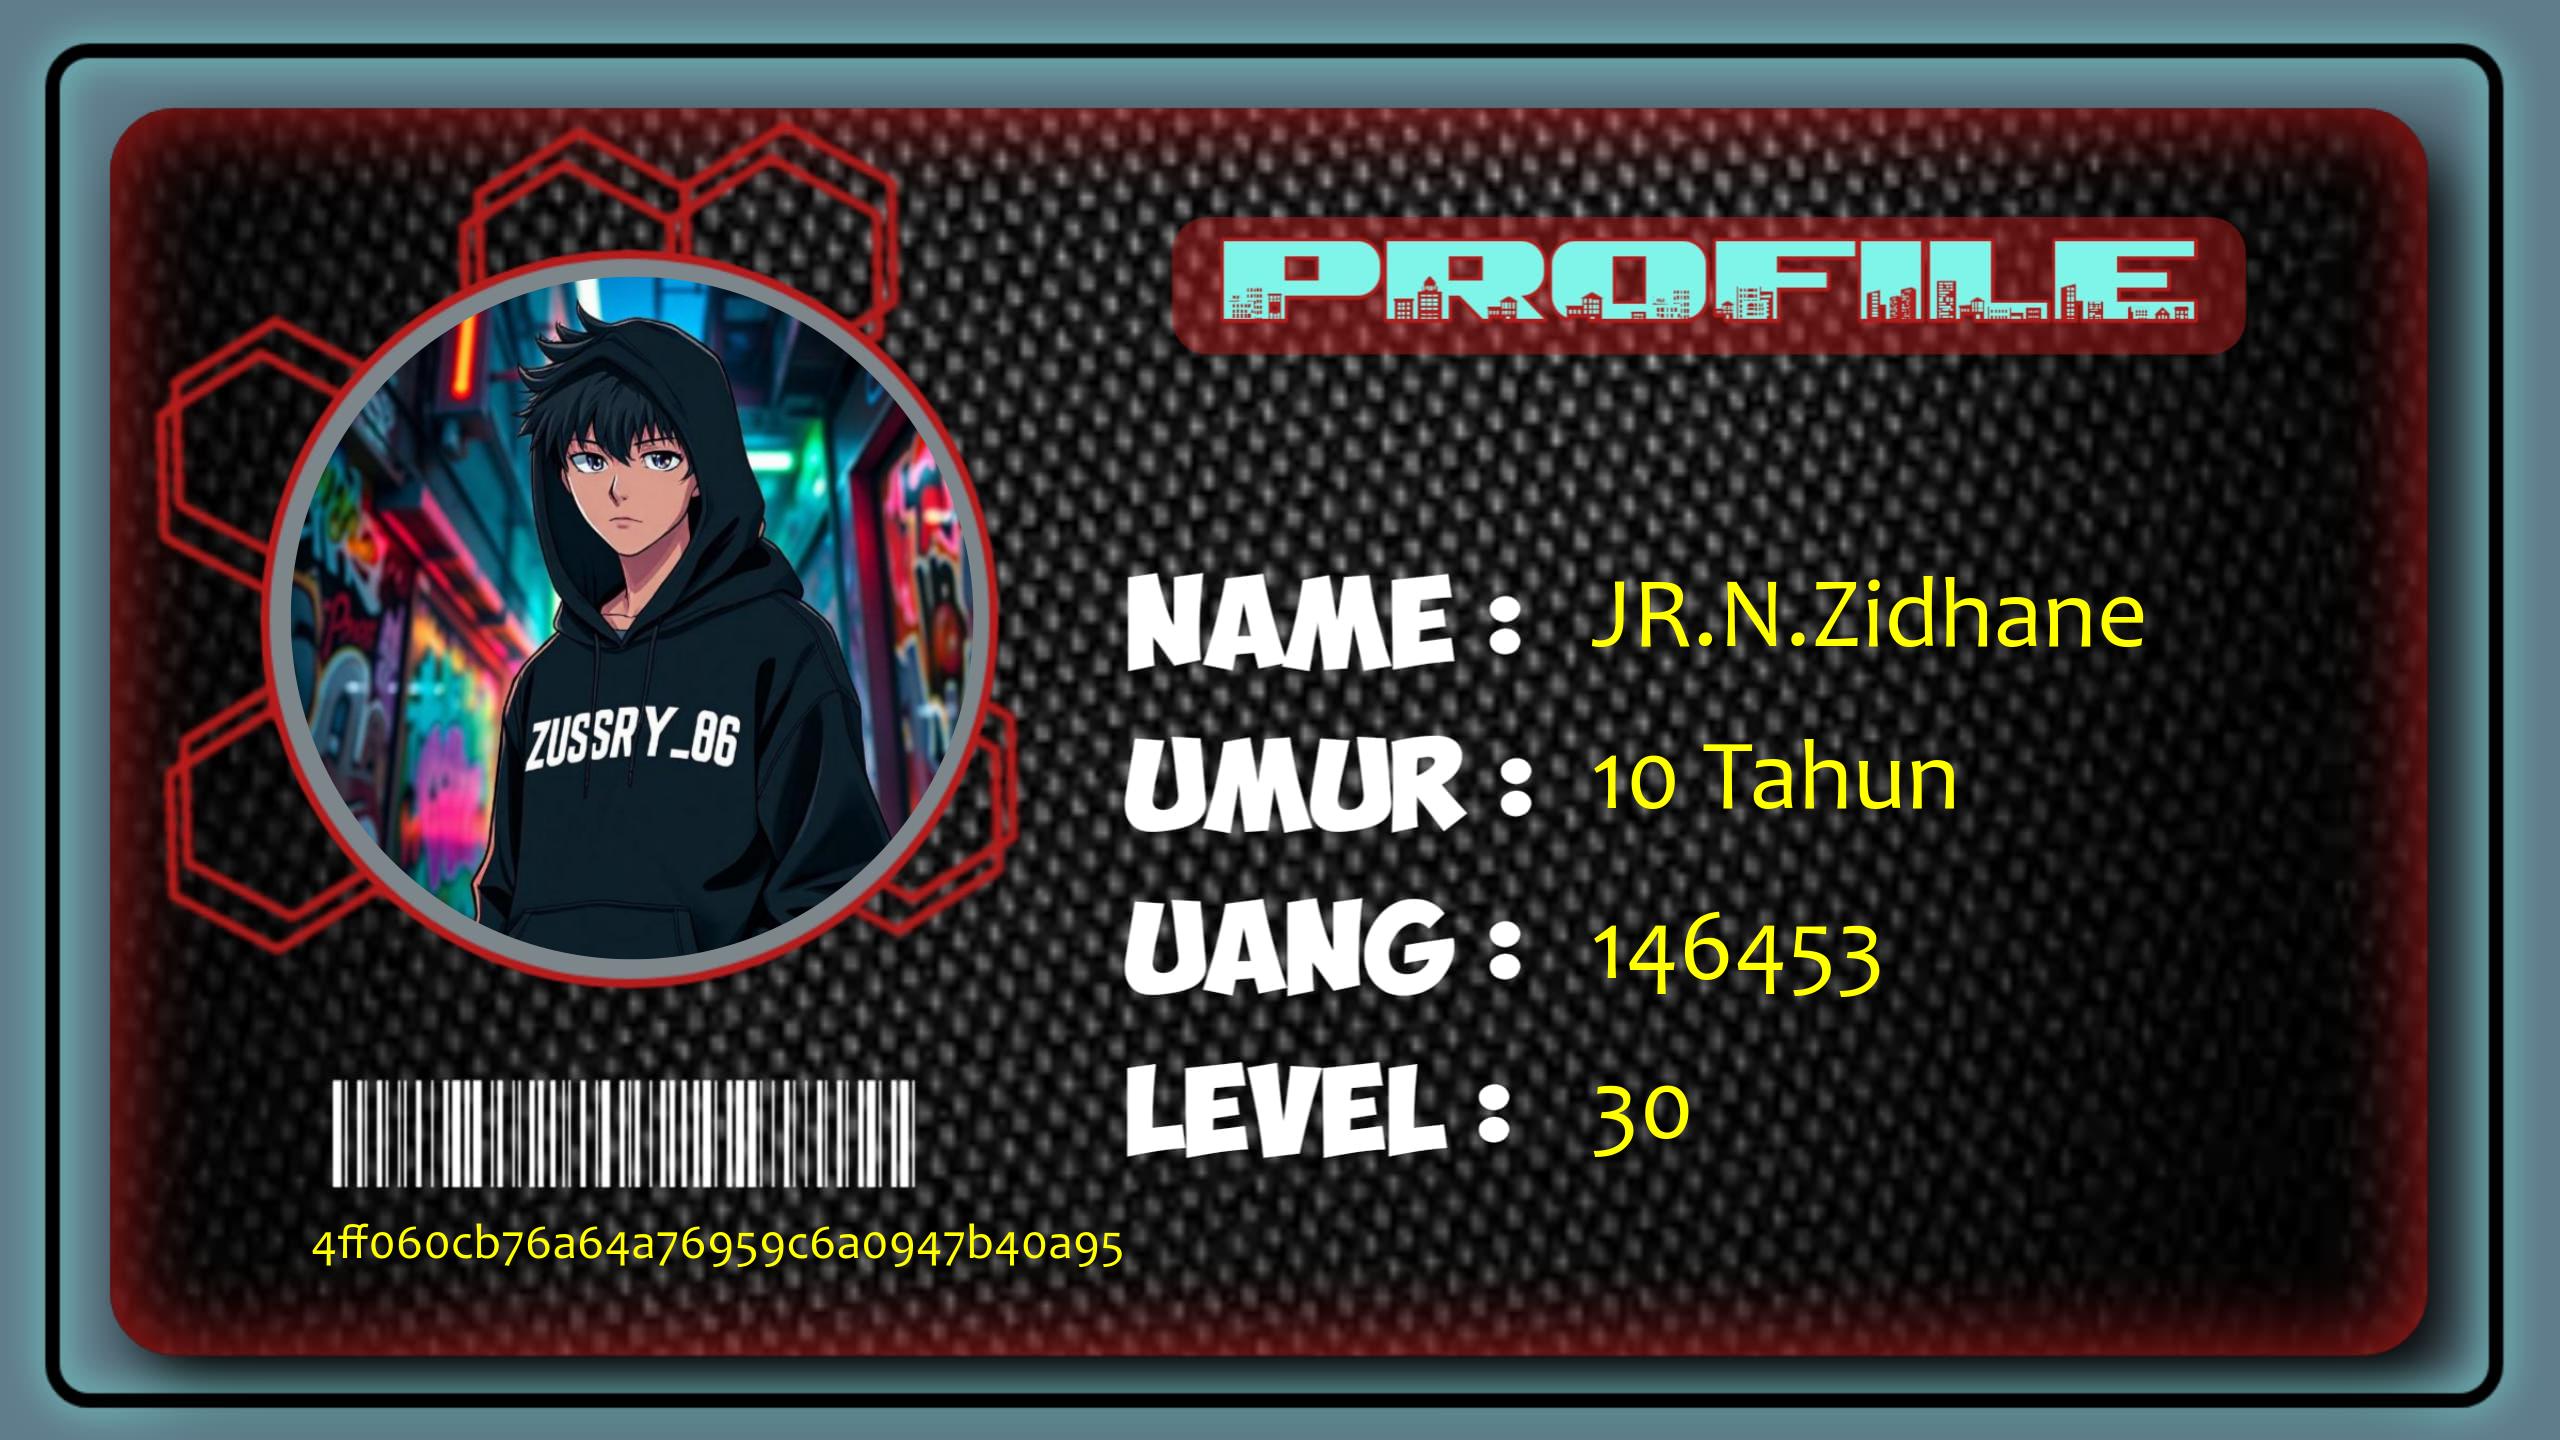 PROFILE
ZUSSRY_86
NAME : JR.N.Zidhane
UMUR : 10 Tahun
UANG : 146453
LEVEL : 30
4ff060cb76a64a76959c6a0947b40a95